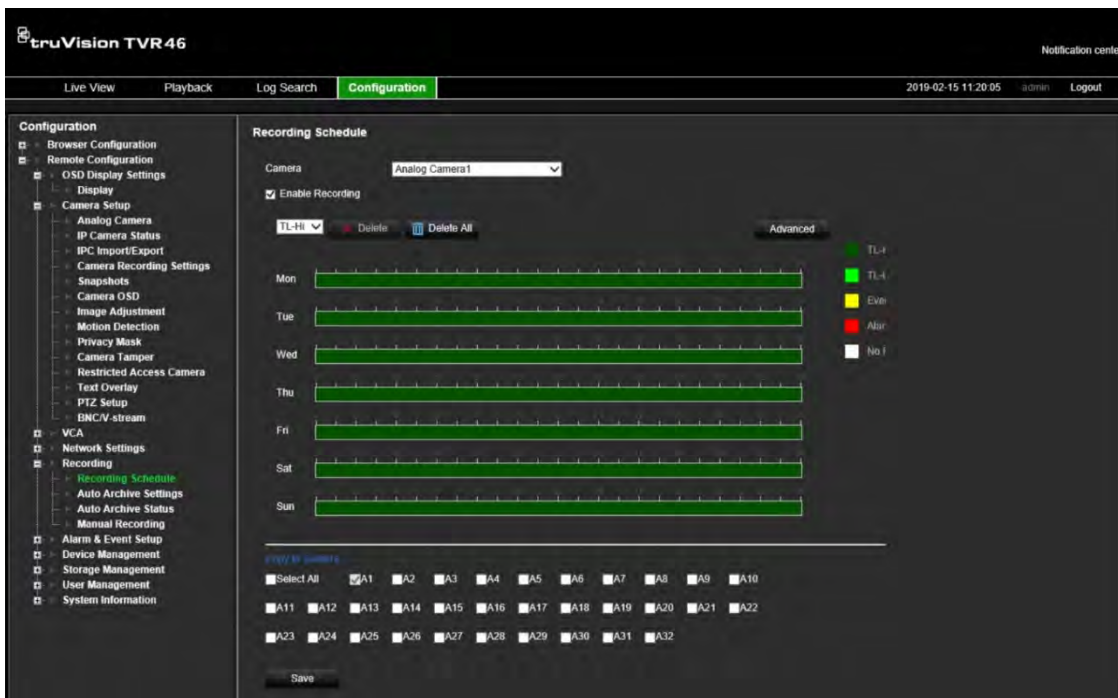 truVision TVR46
Notification cente
Live View Playback Log Search Configuration 2019-02-15 11:20:05 admin Logout
Configuration
Browser Configuration
Remote Configuration
OSD Display Settings
Display
Camera Setup
Analog Camera
IP Camera Status
IPC Import/Export
Camera Recording Settings
Snapshots
Camera OSD
Image Adjustment
Motion Detection
Privacy Mask
Camera Tamper
Restricted Access Camera
Text Overlay
PTZ Setup
BNC/V-stream
VCA
Network Settings
Recording
Recording Schedule
Auto Archive Settings
Auto Archive Status
Manual Recording
Alarm & Event Setup
Device Management
Storage Management
User Management
System Information
Recording Schedule
Camera Analog Camera1
Enable Recording
TL-Hi Delete Delete All Advanced
Mon
Tue
Wed
Thu
Fri
Sat
Sun
TL-
TL-
Eve
Alar
No
Copy to Camera
Select All A1 A2 A3 A4 A5 A6 A7 A8 A9 A10
A11 A12 A13 A14 A15 A16 A17 A18 A19 A20 A21 A22
A23 A24 A25 A26 A27 A28 A29 A30 A31 A32
Save